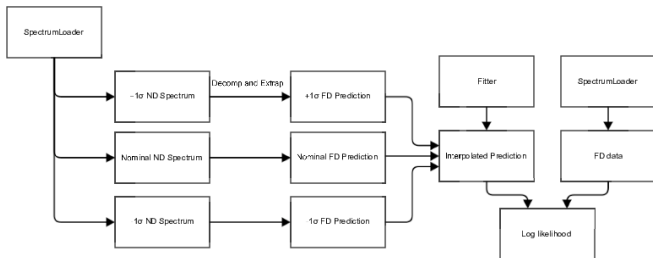 SpectrumLoader
Fitter
SpectrumLoader
Decomp and Extrap
+1σ ND Spectrum
+1σ FD Prediction
Nominal ND Spectrum
Nominal FD Prediction
Interpolated Prediction
FD data
-1σ ND Spectrum
-1σ FD Prediction
Log likelihood